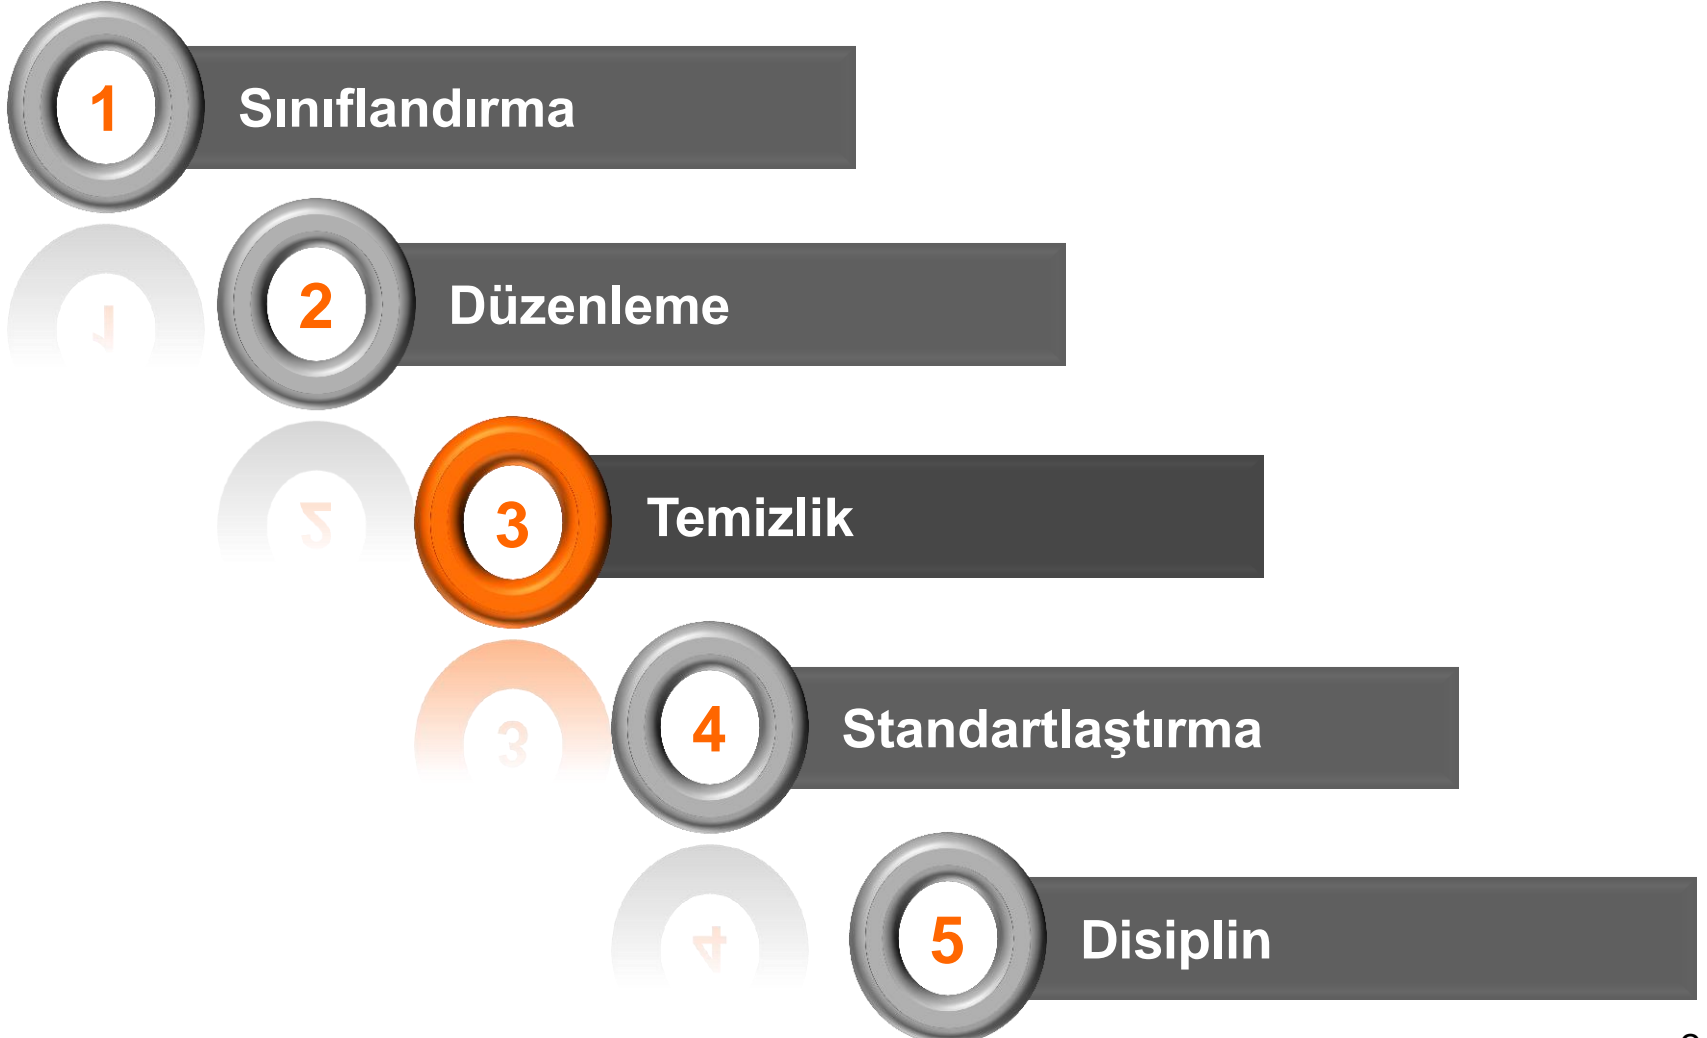 1 Sınıflandırma
2 Düzenleme
3 Temizlik
4 Standartlaştırma
5 Disiplin